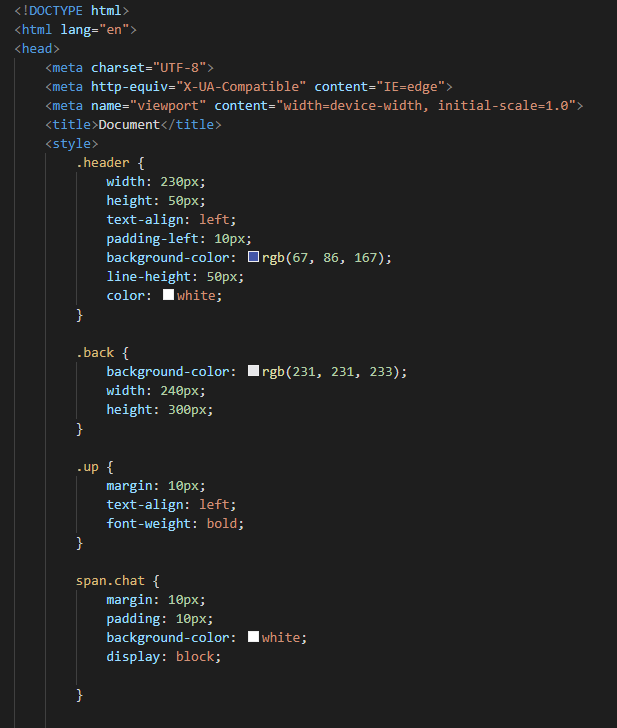 <!DOCTYPE html>
<html lang="en">
<head>
    <meta charset="UTF-8">
    <meta http-equiv="X-UA-Compatible" content="IE=edge">
    <meta name="viewport" content="width=device-width, initial-scale=1.0">
    <title>Document</title>
    <style>
        .header {
            width: 230px;
            height: 50px;
            text-align: left;
            padding-left: 10px;
            background-color: rgb(67, 86, 167);
            line-height: 50px;
            color: white;
        }

        .back {
            background-color: rgb(231, 231, 233);
            width: 240px;
            height: 300px;
        }

        .up {
            margin: 10px;
            text-align: left;
            font-weight: bold;
        }

        span.chat {
            margin: 10px;
            padding: 10px;
            background-color: white;
            display: block;

        }